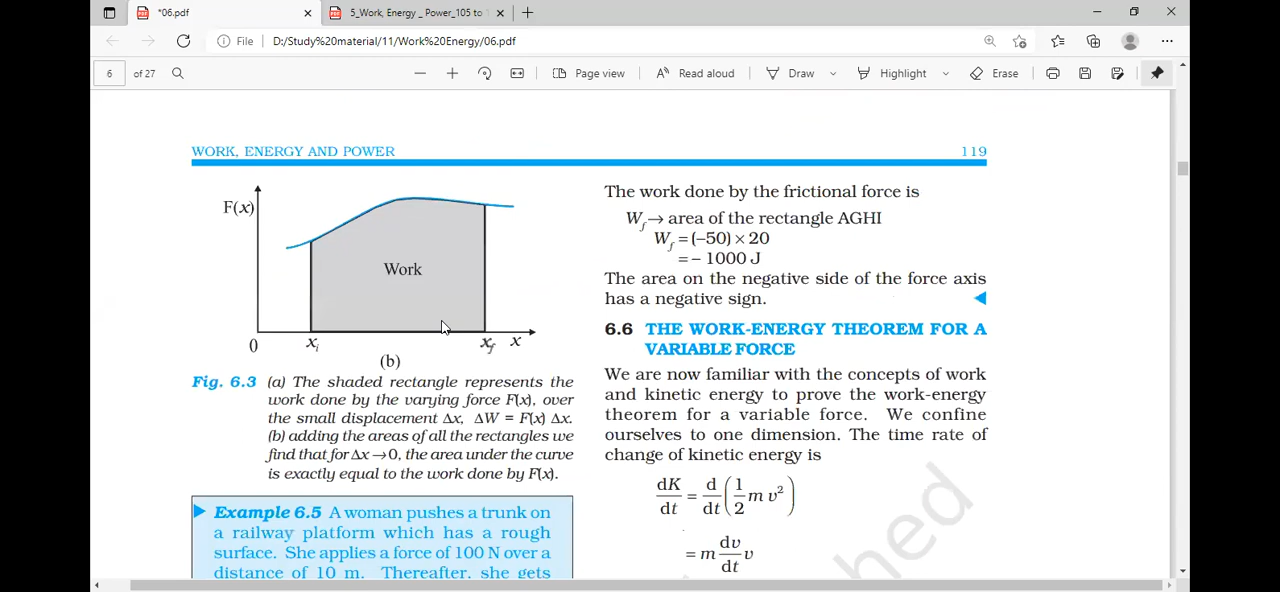 *06.pdf
5_Work, Energy _ Power_105 to
File D:/Study%20material/11/Work%20Energy/06.pdf
6 of 27 Page view Read aloud Draw Highlight Erase
WORK, ENERGY AND POWER 119
F(x)
Work
0 xi xf x
(b)
Fig. 6.3 (a) The shaded rectangle represents the
work done by the varying force F(x), over
the small displacement Δx, ΔW = F(x) Δx.
(b) adding the areas of all the rectangles we
find that for Δx → 0, the area under the curve
is exactly equal to the work done by F(x).
Example 6.5 A woman pushes a trunk on
a railway platform which has a rough
surface. She applies a force of 100 N over a
distance of 10 m. Thereafter, she gets
The work done by the frictional force is
Wf → area of the rectangle AGHI
Wf = (−50) × 20
= − 1000 J
The area on the negative side of the force axis
has a negative sign.
6.6 THE WORK-ENERGY THEOREM FOR A
VARIABLE FORCE
We are now familiar with the concepts of work
and kinetic energy to prove the work-energy
theorem for a variable force. We confine
ourselves to one dimension. The time rate of
change of kinetic energy is
dK/dt = d/dt (1/2 m v²)
= m dv/dt v
shed